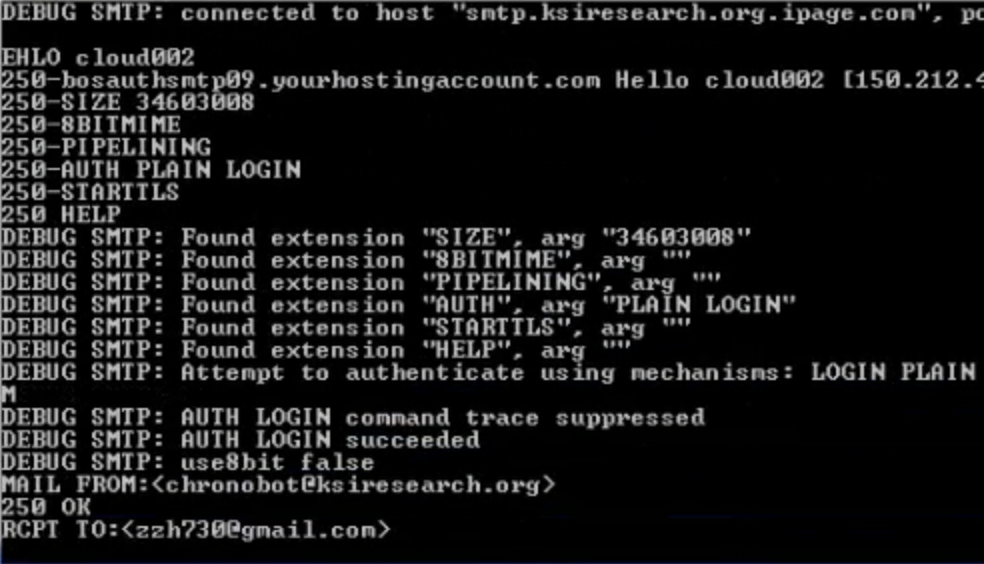 DEBUG SMTP: connected to host "smtp.ksiresearch.org.ipage.com", po
EHLO cloud002
250-bosauthsmtp09.yourhostingaccount.com Hello cloud002 [150.212.4
250-SIZE 34603008
250-8BITMIME
250-PIPELINING
250-AUTH PLAIN LOGIN
250-STARTTLS
250 HELP
DEBUG SMTP: Found extension "SIZE", arg "34603008"
DEBUG SMTP: Found extension "8BITMIME", arg ""
DEBUG SMTP: Found extension "PIPELINING", arg ""
DEBUG SMTP: Found extension "AUTH", arg "PLAIN LOGIN"
DEBUG SMTP: Found extension "STARTTLS", arg ""
DEBUG SMTP: Found extension "HELP", arg ""
DEBUG SMTP: Attempt to authenticate using mechanisms: LOGIN PLAIN
M
DEBUG SMTP: AUTH LOGIN command trace suppressed
DEBUG SMTP: AUTH LOGIN succeeded
DEBUG SMTP: use8bit false
MAIL FROM:<chronobot@ksiresearch.org>
250 OK
RCPT TO:<zzh730@gmail.com>